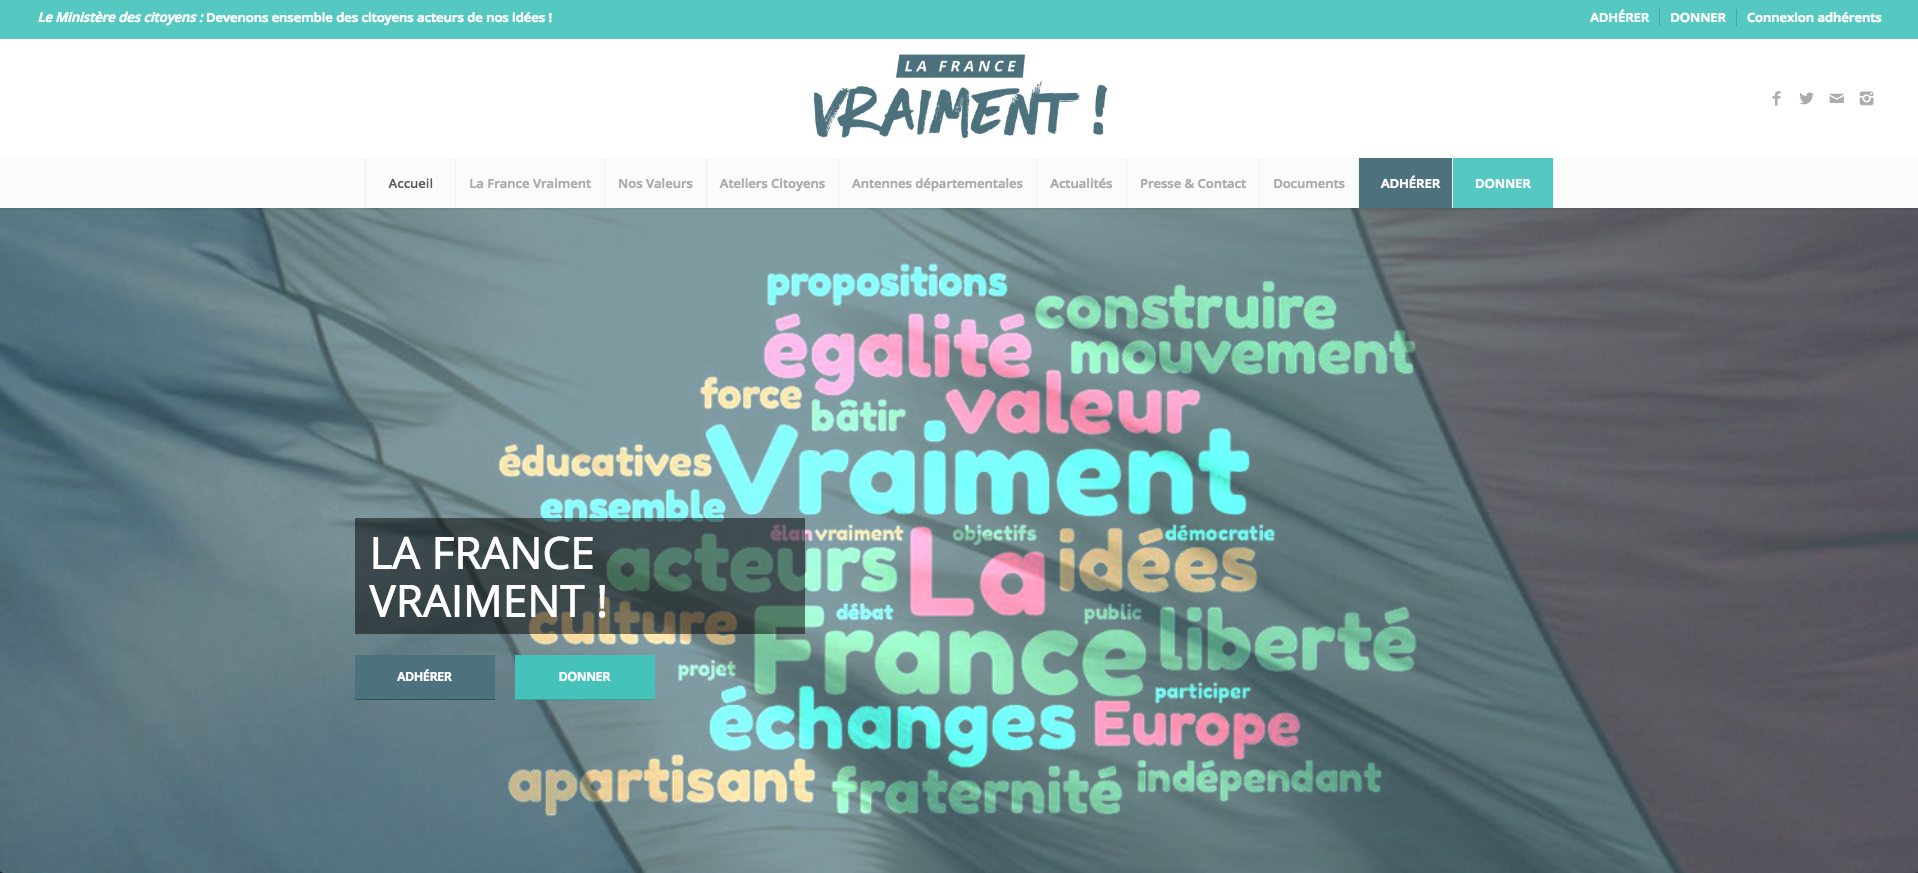 Le Ministère des citoyens : Devenons ensemble des citoyens acteurs de nos idées !
ADHÉRER DONNER Connexion adhérents
LA FRANCE
VRAIMENT !
Accueil La France Vraiment Nos Valeurs Ateliers Citoyens Antennes départementales Actualités Presse & Contact Documents ADHÉRER DONNER
propositions
construire
égalité
mouvement
force
bâtir
valeur
Vraiment
éducatives
ensemble
élan vraiment objectifs démocratie
acteurs La idées
LA FRANCE
VRAIMENT !
culture
débat
public
France
liberté
projet
participer
ADHÉRER DONNER
échanges Europe
apartisant fraternité indépendant